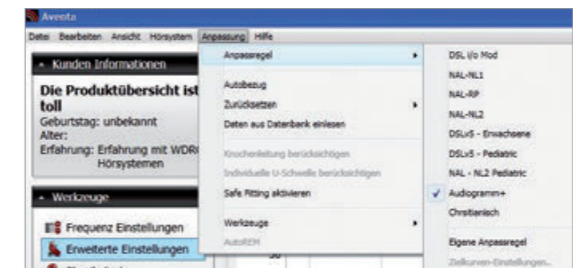 Aventa
Datei Bearbeiten Ansicht Hörsystem Anpassung Hilfe
Kunden Informationen
Die Produktübersicht ist
toll
Geburtstag: unbekannt
Alter:
Erfahrung: Erfahrung mit WDR
Hörsystemen
Werkzeuge
Frequenz Einstellungen
Erweiterte Einstellungen
Anpassregel
Autobezug
Zurücksetzen
Daten aus Datenbank einlesen
Knochenleitung berücksichtigen
Individuelle U-Schwelle berücksichtigen
Safe Fitting aktivieren
Werkzeuge
AutoREM
DSL i/o Mod
NAL-NL1
NAL-RP
NAL-NL2
DSLv5 - Erwachsene
DSLv5 - Pediatric
NAL - NL2 Pediatric
Audiogramm+
Chnitianisch
Eigene Anpassregel
Zielkurven-Einstellungen...